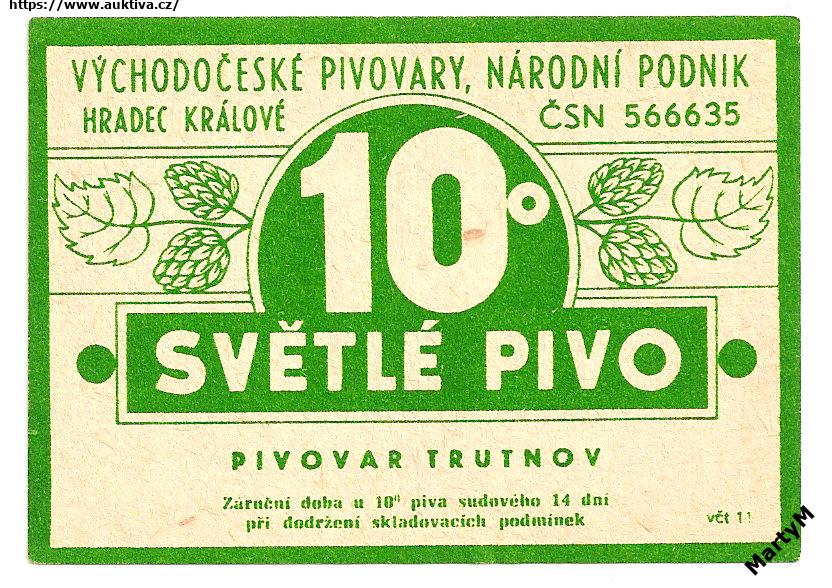 https://www.auktiva.cz/
VÝCHODOČESKÉ PIVOVARY, NÁRODNÍ PODNIK
HRADEC KRÁLOVÉ ČSN 566635
10°
SVĚTLÉ PIVO
PIVOVAR TRUTNOV
Záruční doba u 10° piva sudového 14 dní
při dodržení skladovacích podmínek
včt 11
MartyM